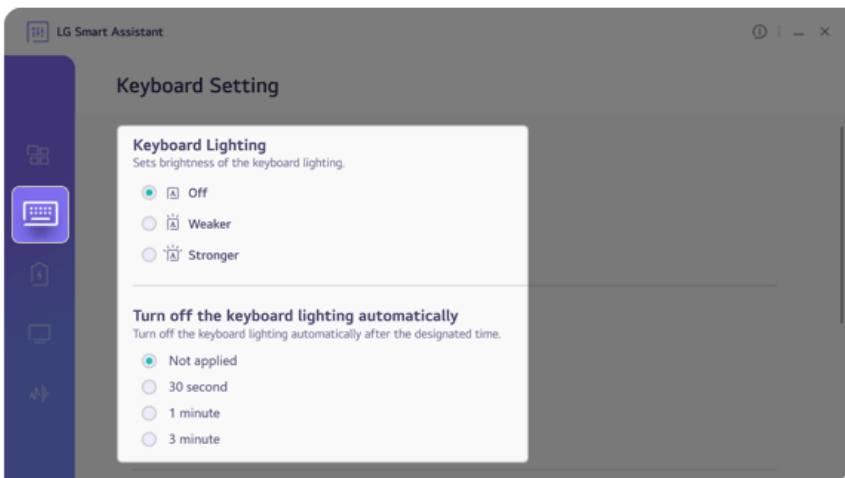 LG Smart Assistant
Keyboard Setting
Keyboard Lighting
Sets brightness of the keyboard lighting.
A Off
A Weaker
A Stronger
Turn off the keyboard lighting automatically
Turn off the keyboard lighting automatically after the designated time.
Not applied
30 second
1 minute
3 minute